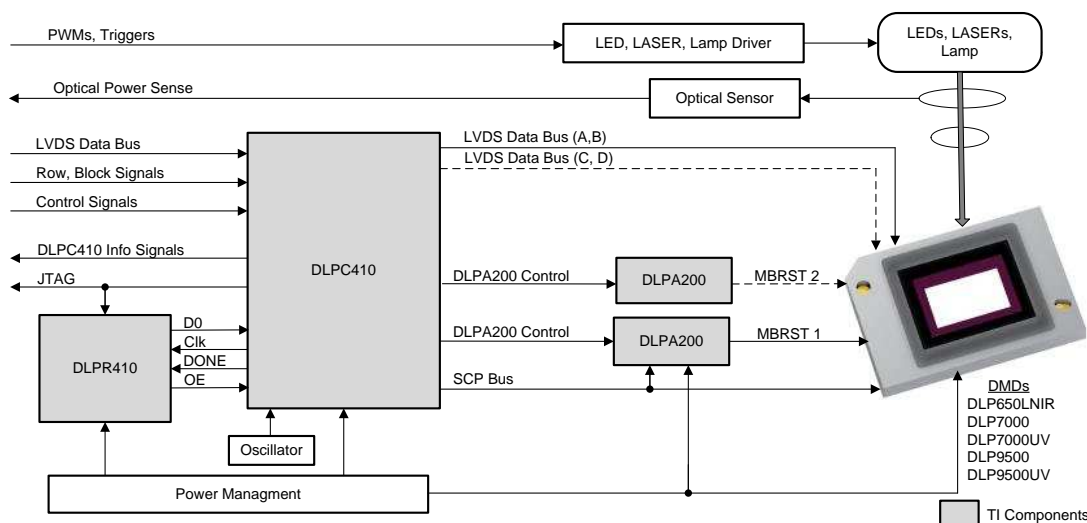 PWMs, Triggers
LED, LASER, Lamp Driver
LEDs, LASERs,
Lamp
Optical Power Sense
Optical Sensor
LVDS Data Bus
Row, Block Signals
Control Signals
DLPC410 Info Signals
JTAG
DLPC410
LVDS Data Bus (A,B)
LVDS Data Bus (C, D)
DLPA200 Control
DLPA200
MBRST 2
DLPA200 Control
DLPA200
MBRST 1
SCP Bus
DLPR410
D0
Clk
DONE
OE
Oscillator
Power Managment
DMDs
DLP650LNIR
DLP7000
DLP7000UV
DLP9500
DLP9500UV
TI Components